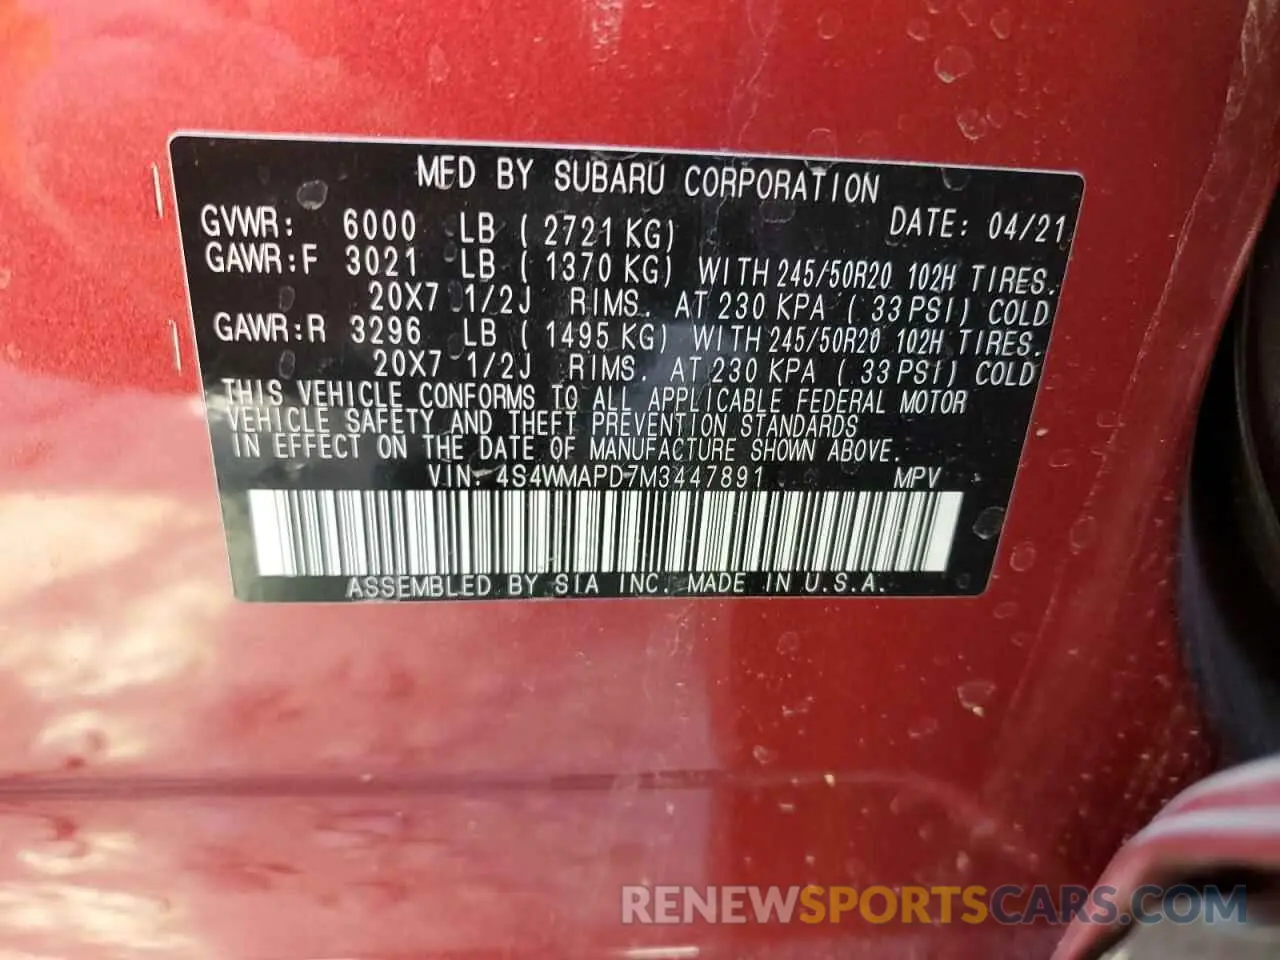 MFD BY SUBARU CORPORATION
GVWR: 6000 LB ( 2721 KG) DATE: 04/21
GAWR:F 3021 LB ( 1370 KG) WITH 245/50R20 102H TIRES.
20X7 1/2J RIMS. AT 230 KPA ( 33 PSI) COLD
GAWR:R 3296 LB ( 1495 KG) WITH 245/50R20 102H TIRES.
20X7 1/2J RIMS. AT 230 KPA ( 33 PSI) COLD
THIS VEHICLE CONFORMS TO ALL APPLICABLE FEDERAL MOTOR
VEHICLE SAFETY AND THEFT PREVENTION STANDARDS
IN EFFECT ON THE DATE OF MANUFACTURE SHOWN ABOVE.
VIN: 4S4WMAPD7M3447891 MPV
ASSEMBLED BY SIA INC. MADE IN U.S.A.
RENEWSPORTSCARS.COM